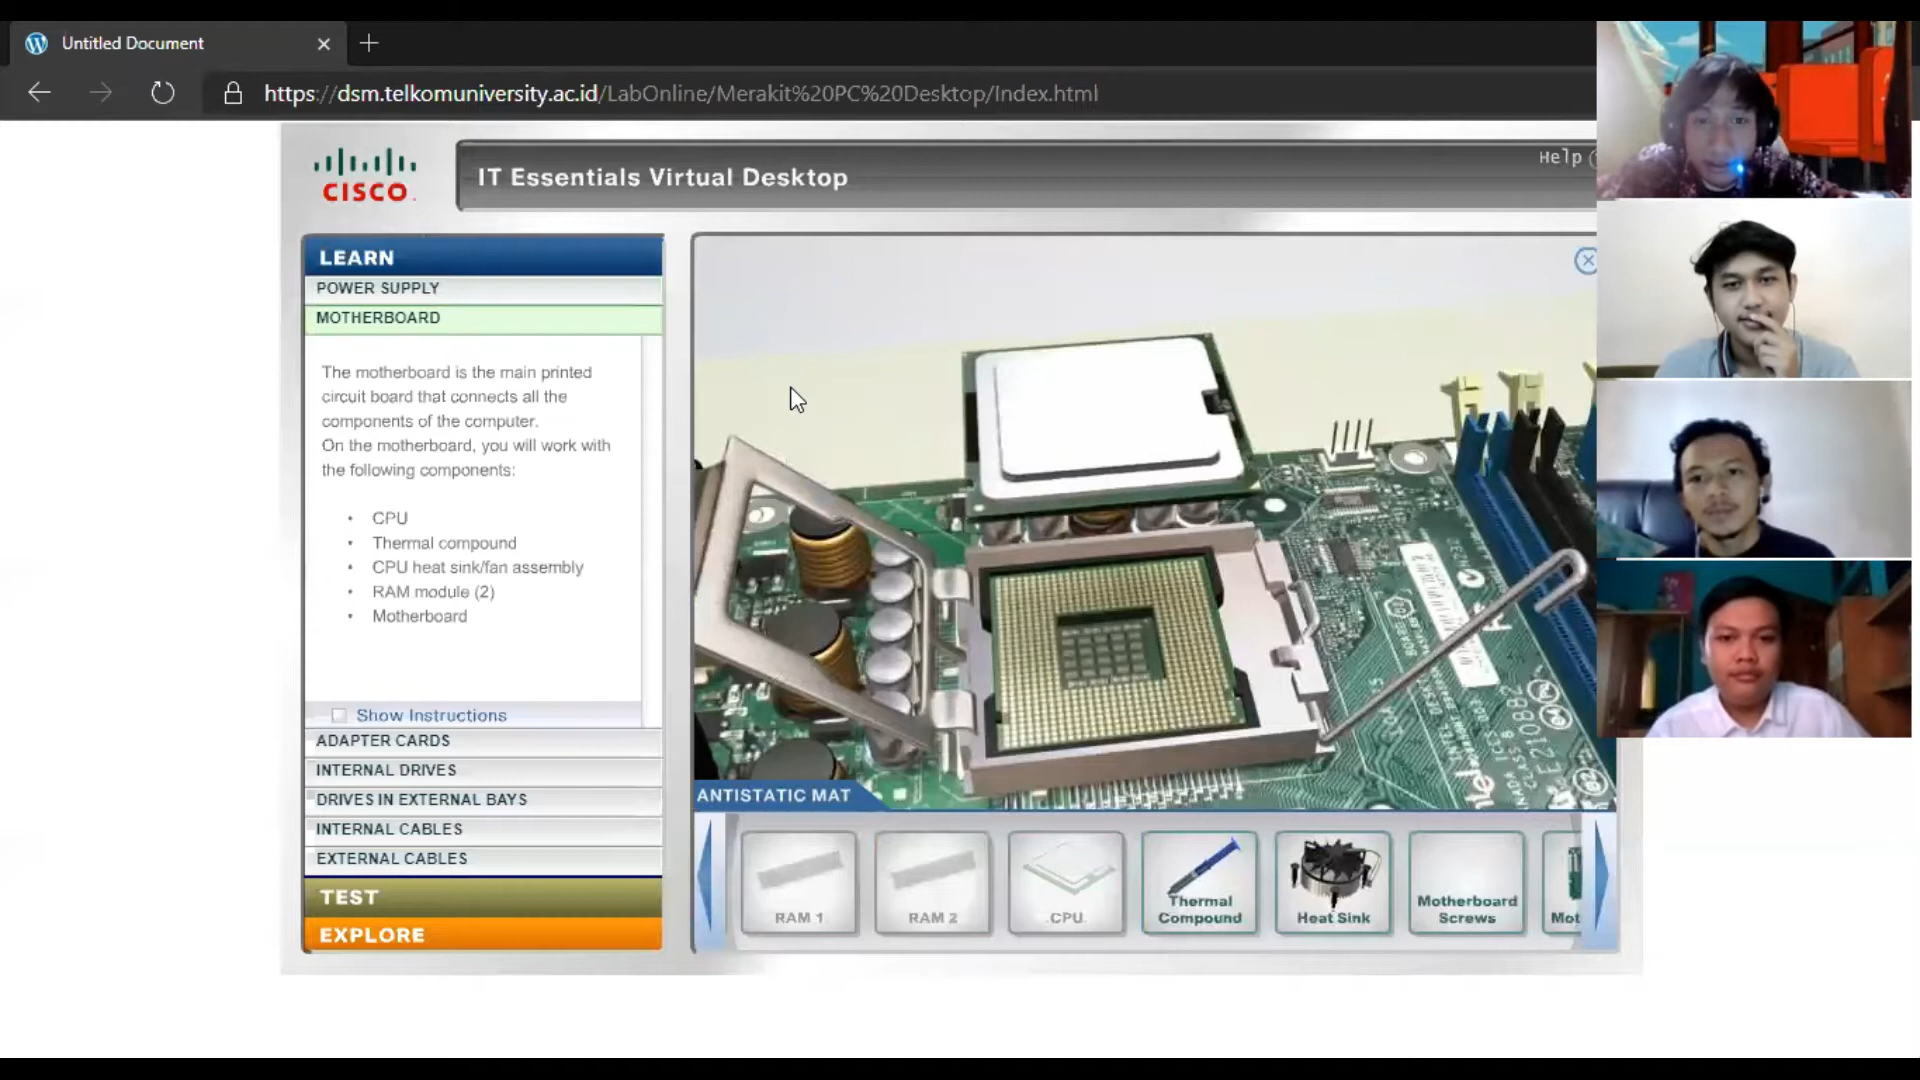 Untitled Document
https://dsm.telkomuniversity.ac.id/LabOnline/Merakit%20PC%20Desktop/Index.html
CISCO
IT Essentials Virtual Desktop
Help
LEARN
POWER SUPPLY
MOTHERBOARD
The motherboard is the main printed
circuit board that connects all the
components of the computer.
On the motherboard, you will work with
the following components:
• CPU
• Thermal compound
• CPU heat sink/fan assembly
• RAM module (2)
• Motherboard
Show Instructions
ADAPTER CARDS
INTERNAL DRIVES
DRIVES IN EXTERNAL BAYS
INTERNAL CABLES
EXTERNAL CABLES
TEST
EXPLORE
E210882
ANTISTATIC MAT
RAM 1
RAM 2
CPU
Thermal
Compound
Heat Sink
Motherboard
Screws
Mot